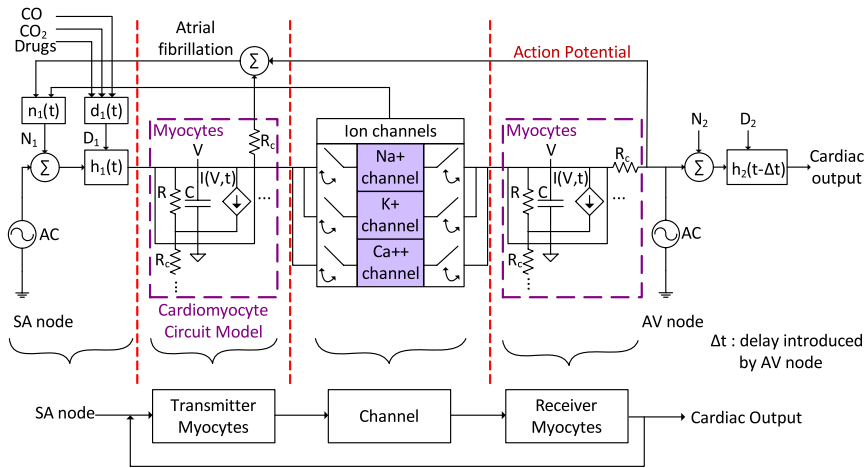 CO
CO2
Drugs
Atrial
fibrillation
Σ
Action Potential
n1(t)
d1(t)
N1
D1
Σ
h1(t)
AC
SA node
Myocytes
Rc
V
I(V,t)
R
C
...
Rc
...
Cardiomyocyte
Circuit Model
Ion channels
Na+
channel
K+
channel
Ca++
channel
Myocytes
Rc
V
I(V,t)
R
C
...
Rc
...
N2
D2
Σ
h2(t-Δt)
Cardiac
output
AC
AV node
Δt : delay introduced
by AV node
SA node
Transmitter
Myocytes
Channel
Receiver
Myocytes
Cardiac Output